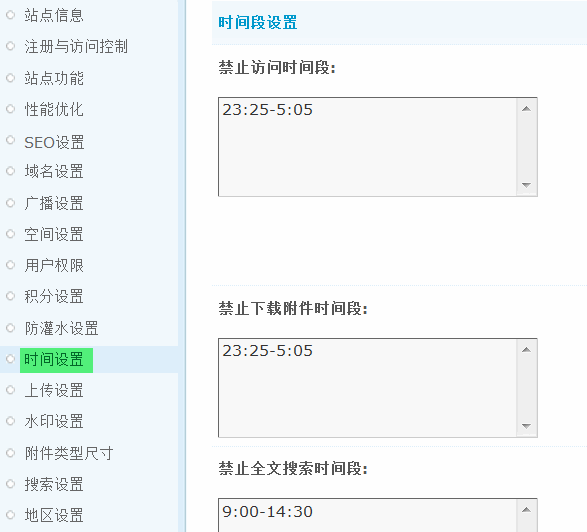 站点信息
注册与访问控制
站点功能
性能优化
SEO设置
域名设置
广播设置
空间设置
用户权限
积分设置
防灌水设置
时间设置
上传设置
水印设置
附件类型尺寸
搜索设置
地区设置
时间段设置
禁止访问时间段:
23:25-5:05
禁止下载附件时间段:
23:25-5:05
禁止全文搜索时间段:
9:00-14:30